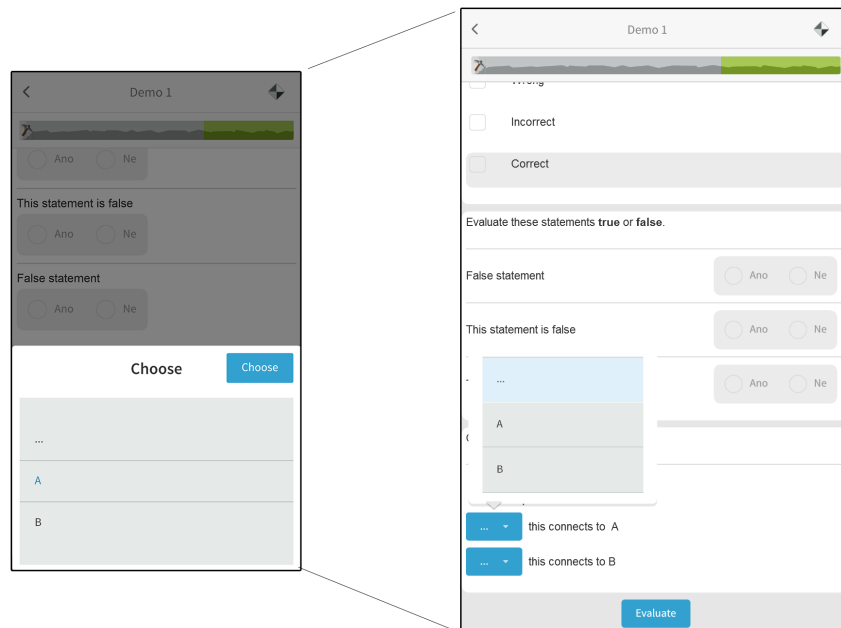 Demo 1
Ano Ne
This statement is false
Ano Ne
False statement
Ano Ne
Choose Choose
...
A
B
Demo 1
Wrong
Incorrect
Correct
Evaluate these statements true or false.
False statement Ano Ne
This statement is false Ano Ne
Ano Ne
...
A
B
... this connects to A
... this connects to B
Evaluate